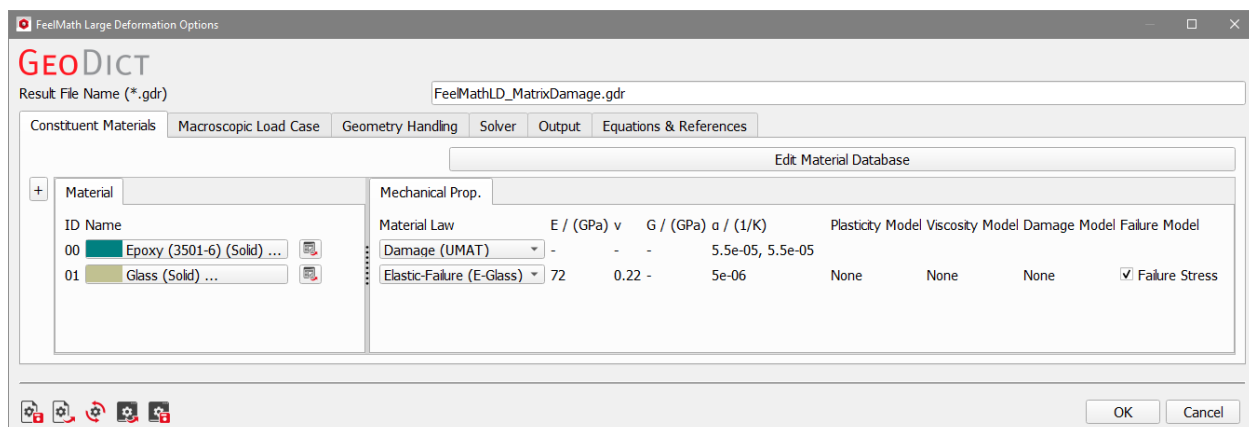 FeelMath Large Deformation Options
GEODICT
Result File Name (*.gdr) FeelMathLD_MatrixDamage.gdr
Constituent Materials Macroscopic Load Case Geometry Handling Solver Output Equations & References
Edit Material Database
+ Material Mechanical Prop.
ID Name Material Law E / (GPa) ν G / (GPa) α / (1/K) Plasticity Model Viscosity Model Damage Model Failure Model
00 Epoxy (3501-6) (Solid) ... Damage (UMAT) - - - 5.5e-05, 5.5e-05
01 Glass (Solid) ... Elastic-Failure (E-Glass) 72 0.22 - 5e-06 None None None Failure Stress
OK Cancel